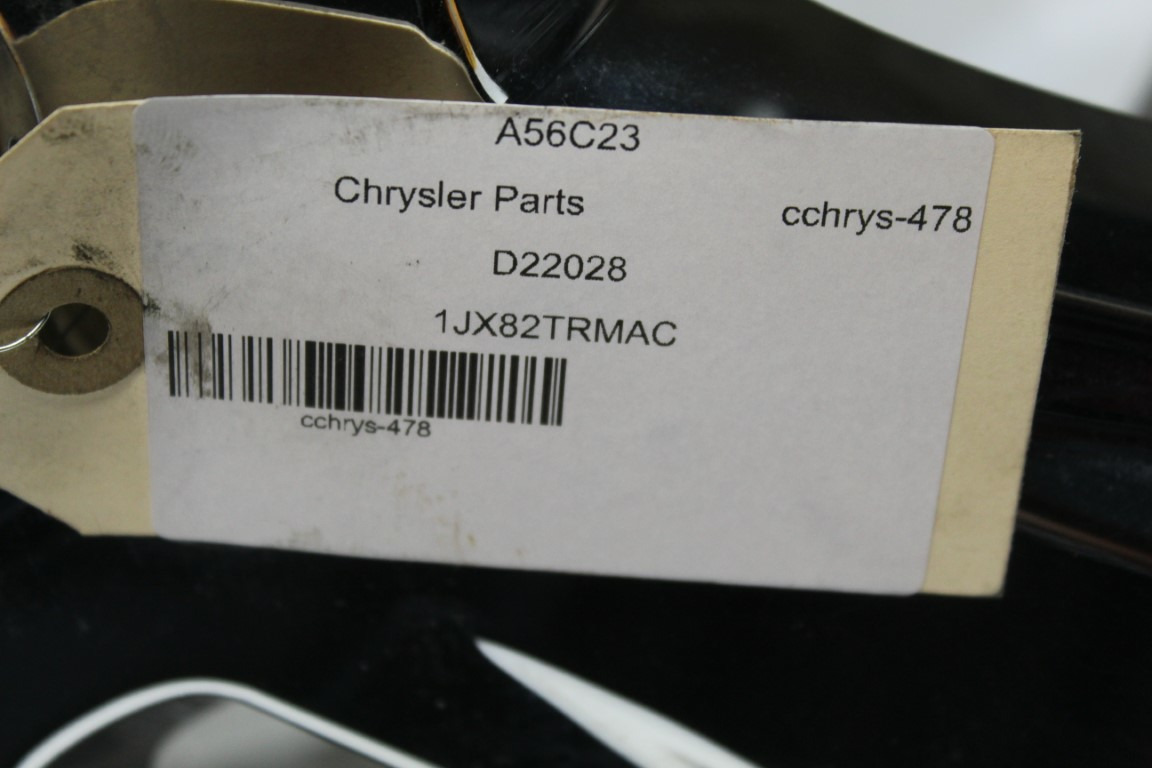 A56C23
Chrysler Parts cchrys-478
D22028
1JX82TRMAC
cchrys-478